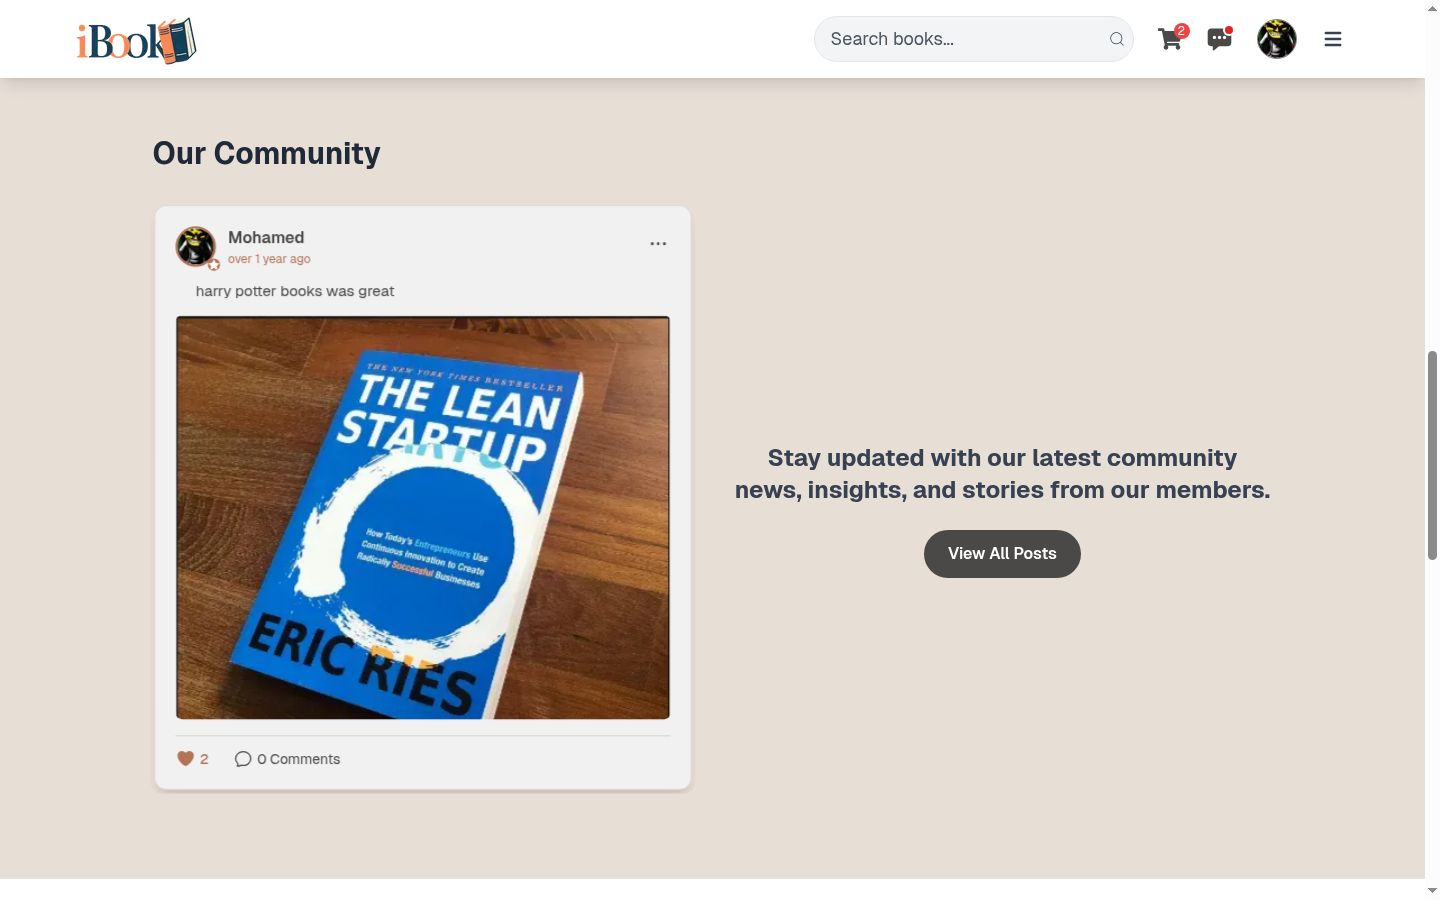 iBook
Search books...
2
Our Community
Mohamed
over 1 year ago
harry potter books was great
THE NEW YORK TIMES BESTSELLER
THE LEAN
STARTUP
How Today's Entrepreneurs Use
Continuous Innovation to Create
Radically Successful Businesses
ERIC RIES
2
0 Comments
Stay updated with our latest community
news, insights, and stories from our members.
View All Posts